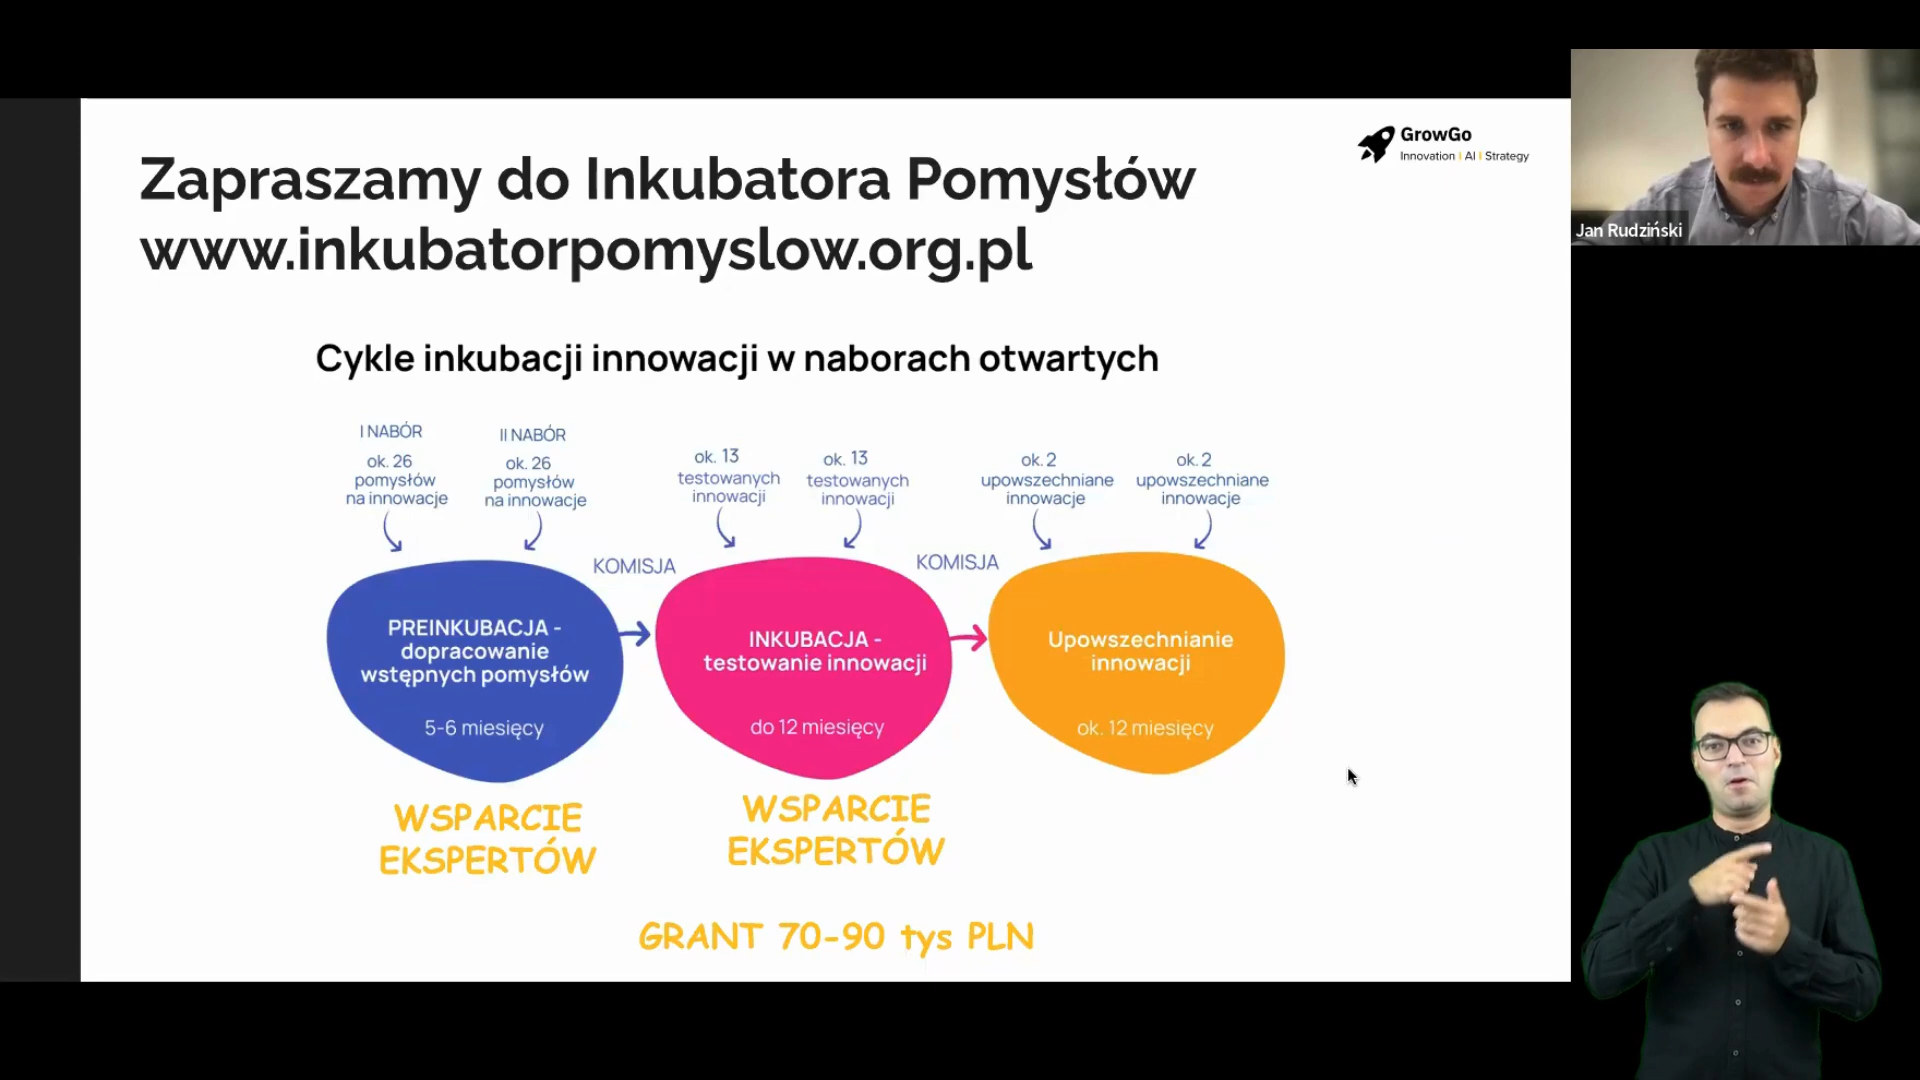 Zapraszamy do Inkubatora Pomysłów
www.inkubatorpomyslow.org.pl
GrowGo
Innovation | AI | Strategy
Jan Rudziński
Cykle inkubacji innowacji w naborach otwartych
I NABÓR
ok. 26
pomysłów
na innowacje
II NABÓR
ok. 26
pomysłów
na innowacje
ok. 13
testowanych
innowacji
ok. 13
testowanych
innowacji
ok. 2
upowszechniane
innowacje
ok. 2
upowszechniane
innowacje
PREINKUBACJA -
dopracowanie
wstępnych pomysłów
5-6 miesięcy
KOMISJA
INKUBACJA -
testowanie innowacji
do 12 miesięcy
KOMISJA
Upowszechnianie
innowacji
ok. 12 miesięcy
WSPARCIE
EKSPERTÓW
WSPARCIE
EKSPERTÓW
GRANT 70-90 tys PLN